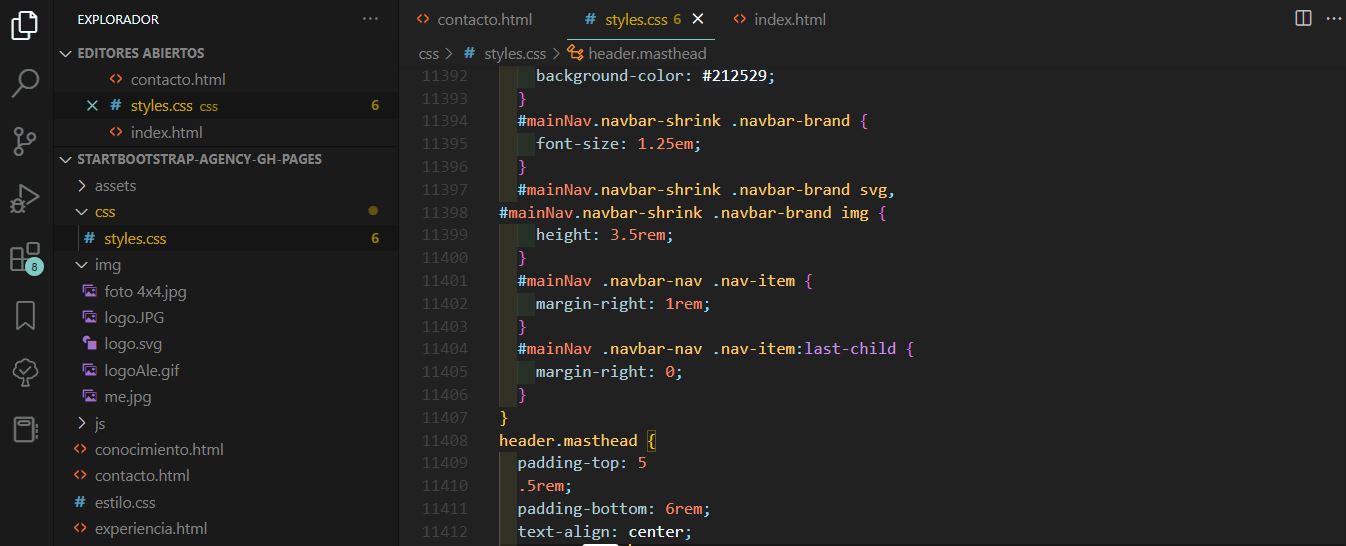 EXPLORADOR
EDITORES ABIERTOS
contacto.html
styles.css css 6
index.html
STARTBOOTSTRAP-AGENCY-GH-PAGES
assets
css
styles.css 6
img
foto 4x4.jpg
logo.JPG
logo.svg
logoAle.gif
me.jpg
js
conocimiento.html
contacto.html
estilo.css
experiencia.html
8
contacto.html styles.css 6 index.html
css > styles.css > header.masthead
11392 background-color: #212529;
11393 }
11394 #mainNav.navbar-shrink .navbar-brand {
11395 font-size: 1.25em;
11396 }
11397 #mainNav.navbar-shrink .navbar-brand svg,
11398 #mainNav.navbar-shrink .navbar-brand img {
11399 height: 3.5rem;
11400 }
11401 #mainNav .navbar-nav .nav-item {
11402 margin-right: 1rem;
11403 }
11404 #mainNav .navbar-nav .nav-item:last-child {
11405 margin-right: 0;
11406 }
11407 }
11408 header.masthead {
11409 padding-top: 5
11410 .5rem;
11411 padding-bottom: 6rem;
11412 text-align: center;